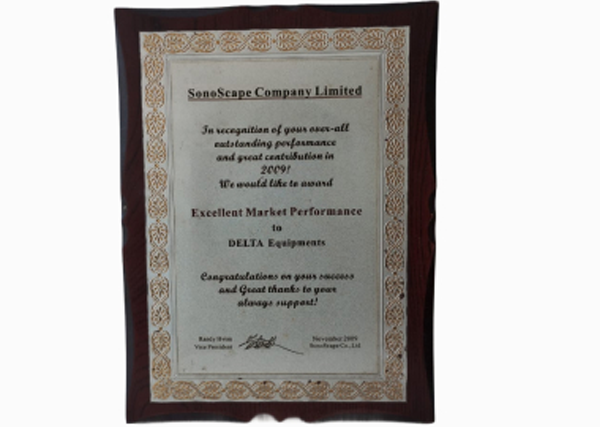 SonoScape Company Limited
In recognition of your over-all
outstanding performance
and great contribution in
2009!
We would like to award
Excellent Market Performance
to
DELTA Equipments
Congratulations on your success
and Great thanks to your
always support!
Randy
Vice President
November 2009
SonoScape Co., Ltd